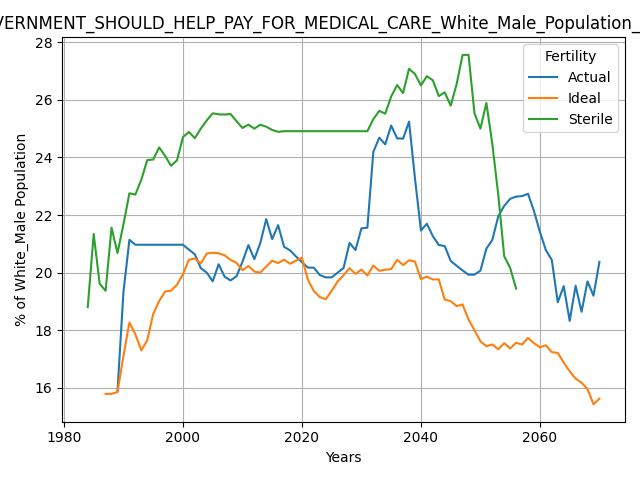 VERNMENT_SHOULD_HELP_PAY_FOR_MEDICAL_CARE_White_Male_Population_
28
26
24
22
20
18
16
% of White_Male Population
1980
2000
2020
2040
2060
Years
Fertility
Actual
Ideal
Sterile